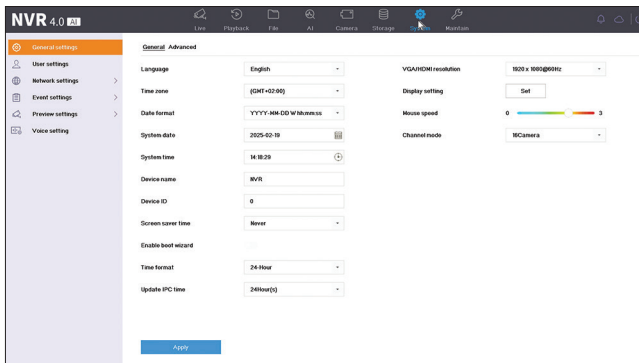 NVR 4.0 AI
Live Playback File AI Camera Storage System Maintain
General settings
User settings
Network settings
Event settings
Preview settings
Voice setting
General Advanced
Language English
Time zone (GMT+02:00)
Date format YYYY-MM-DD W hh:mm:ss
System date 2025-02-19
System time 14:18:29
Device name NVR
Device ID 0
Screen saver time Never
Enable boot wizard
Time format 24-Hour
Update IPC time 24Hour(s)
VGA/HDMI resolution 1920 x 1080@60Hz
Display setting Set
Mouse speed 0 3
Channel mode 16Camera
Apply